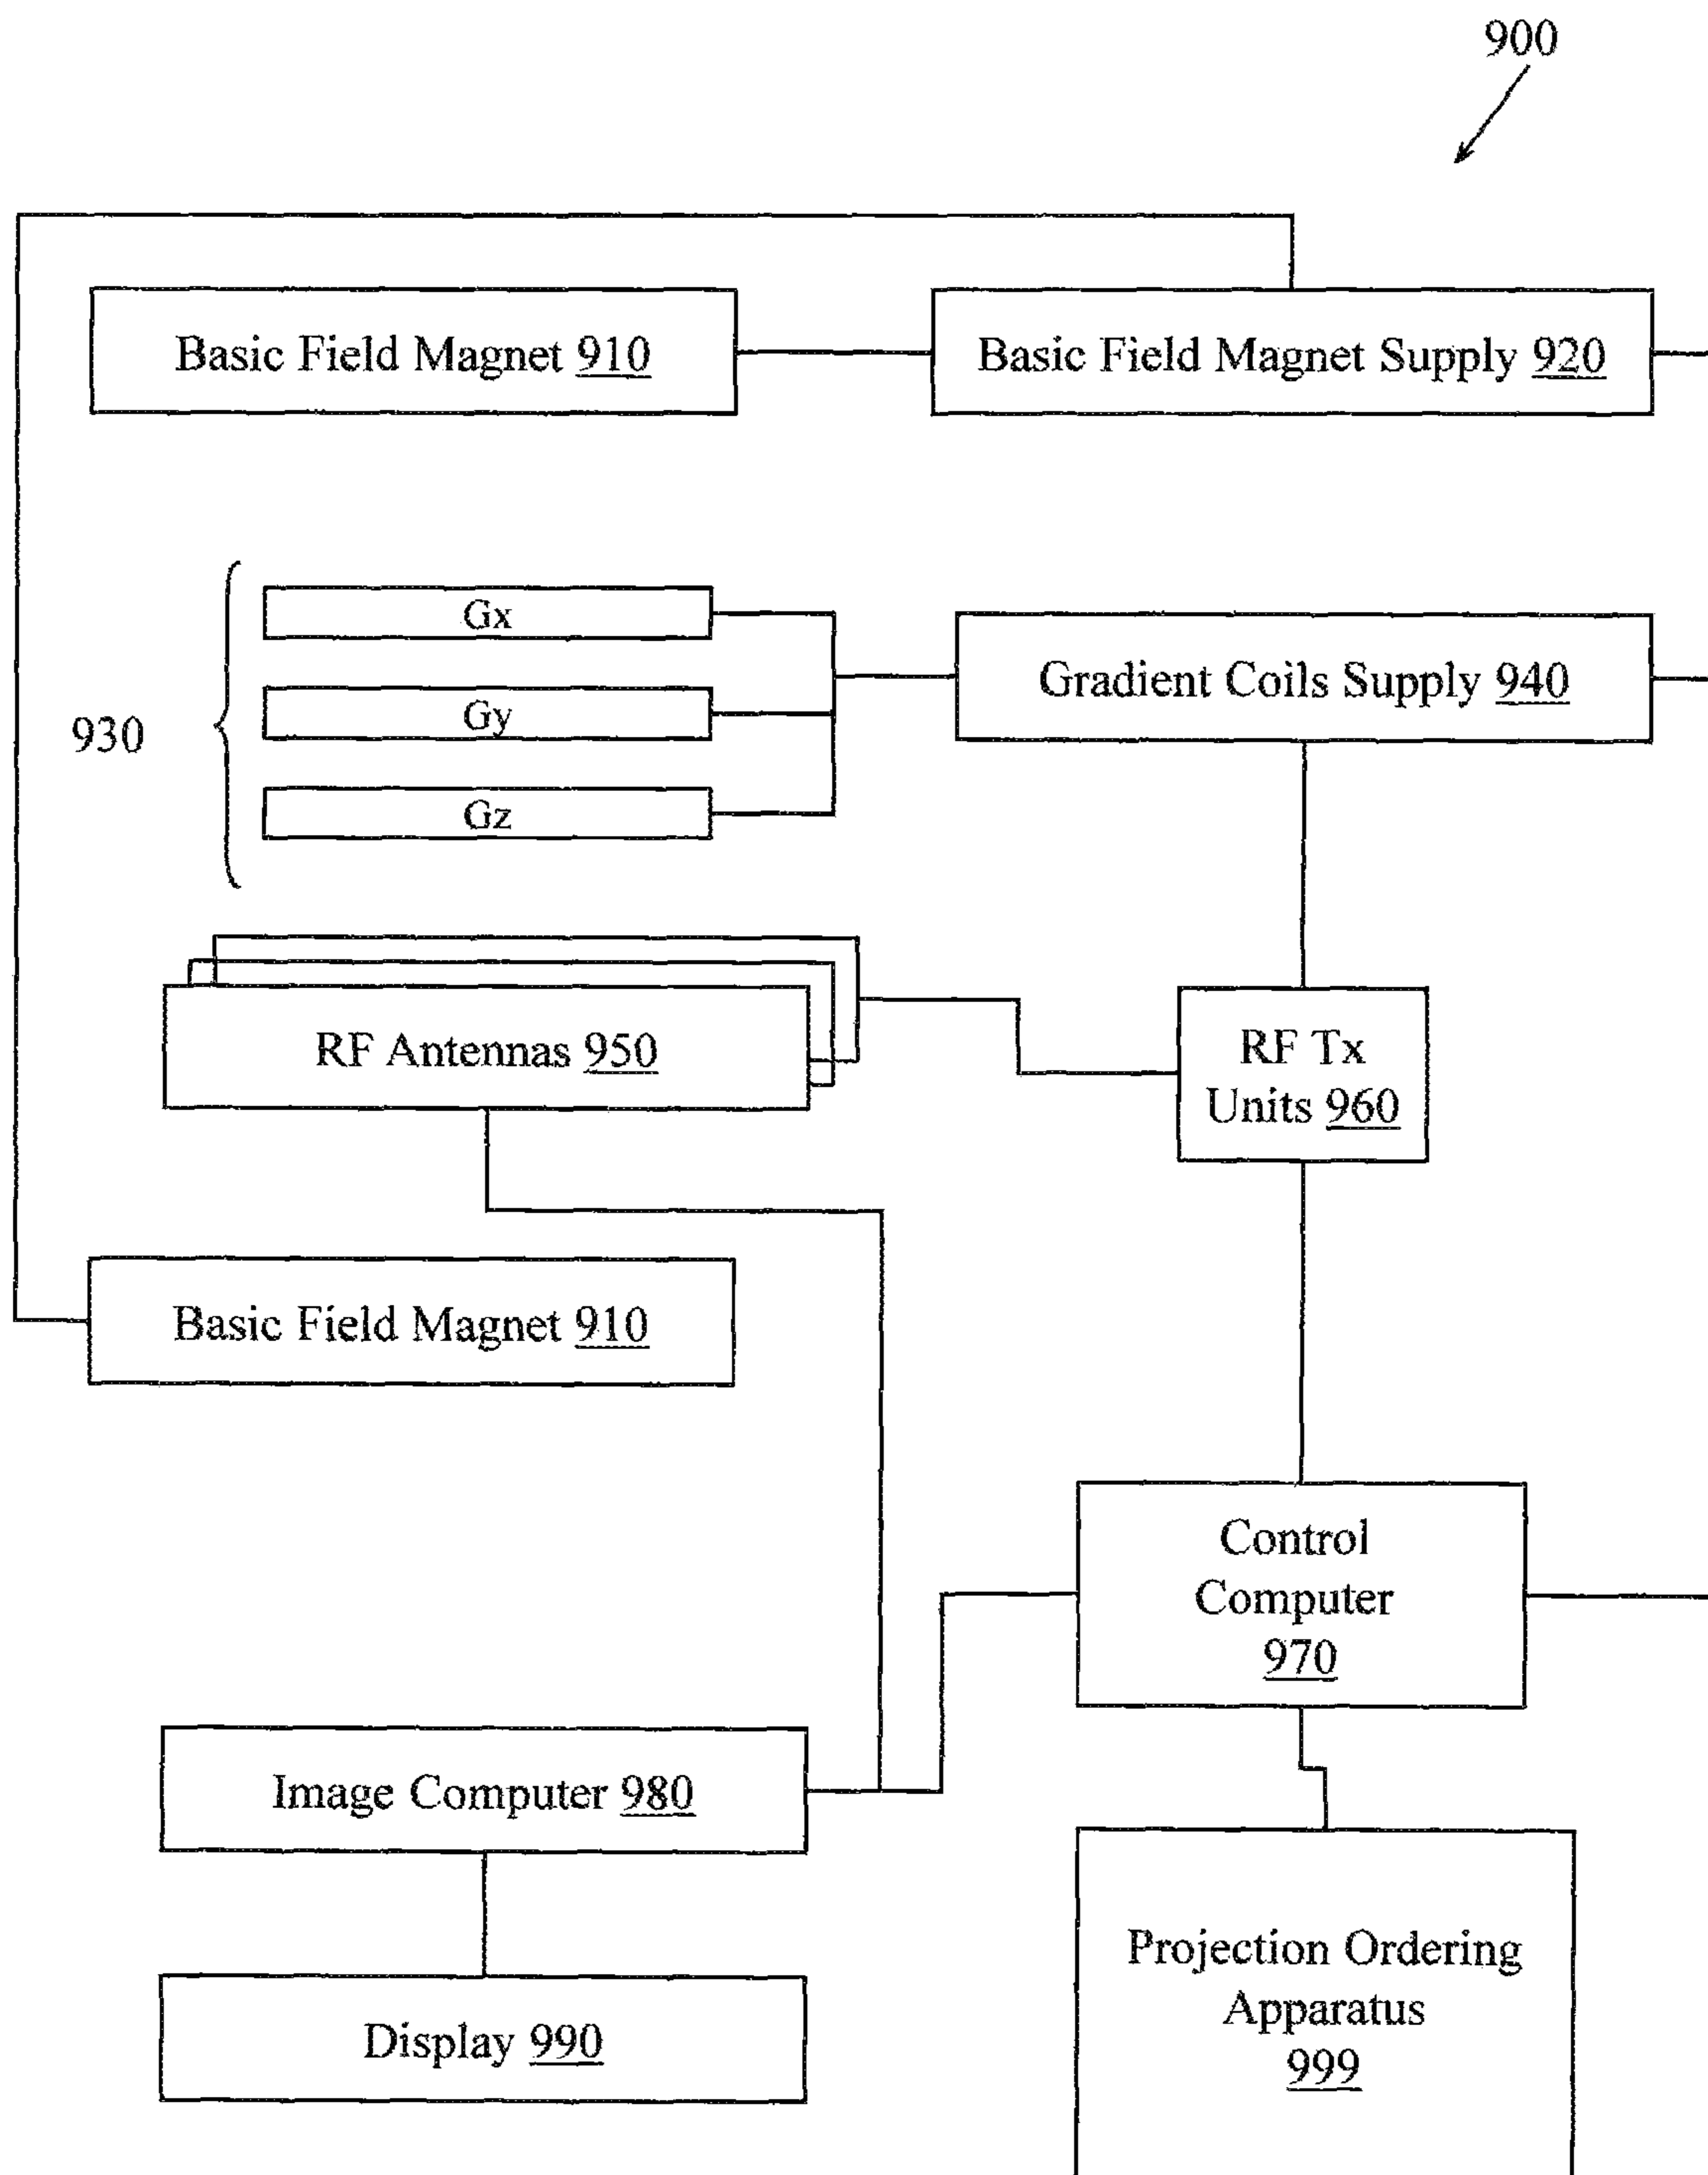 900
Basic Field Magnet 910
Basic Field Magnet Supply 920
930
Gx
Gy
Gz
Gradient Coils Supply 940
RF Antennas 950
RF Tx
Units 960
Basic Field Magnet 910
Control
Computer
970
Image Computer 980
Display 990
Projection Ordering
Apparatus
999